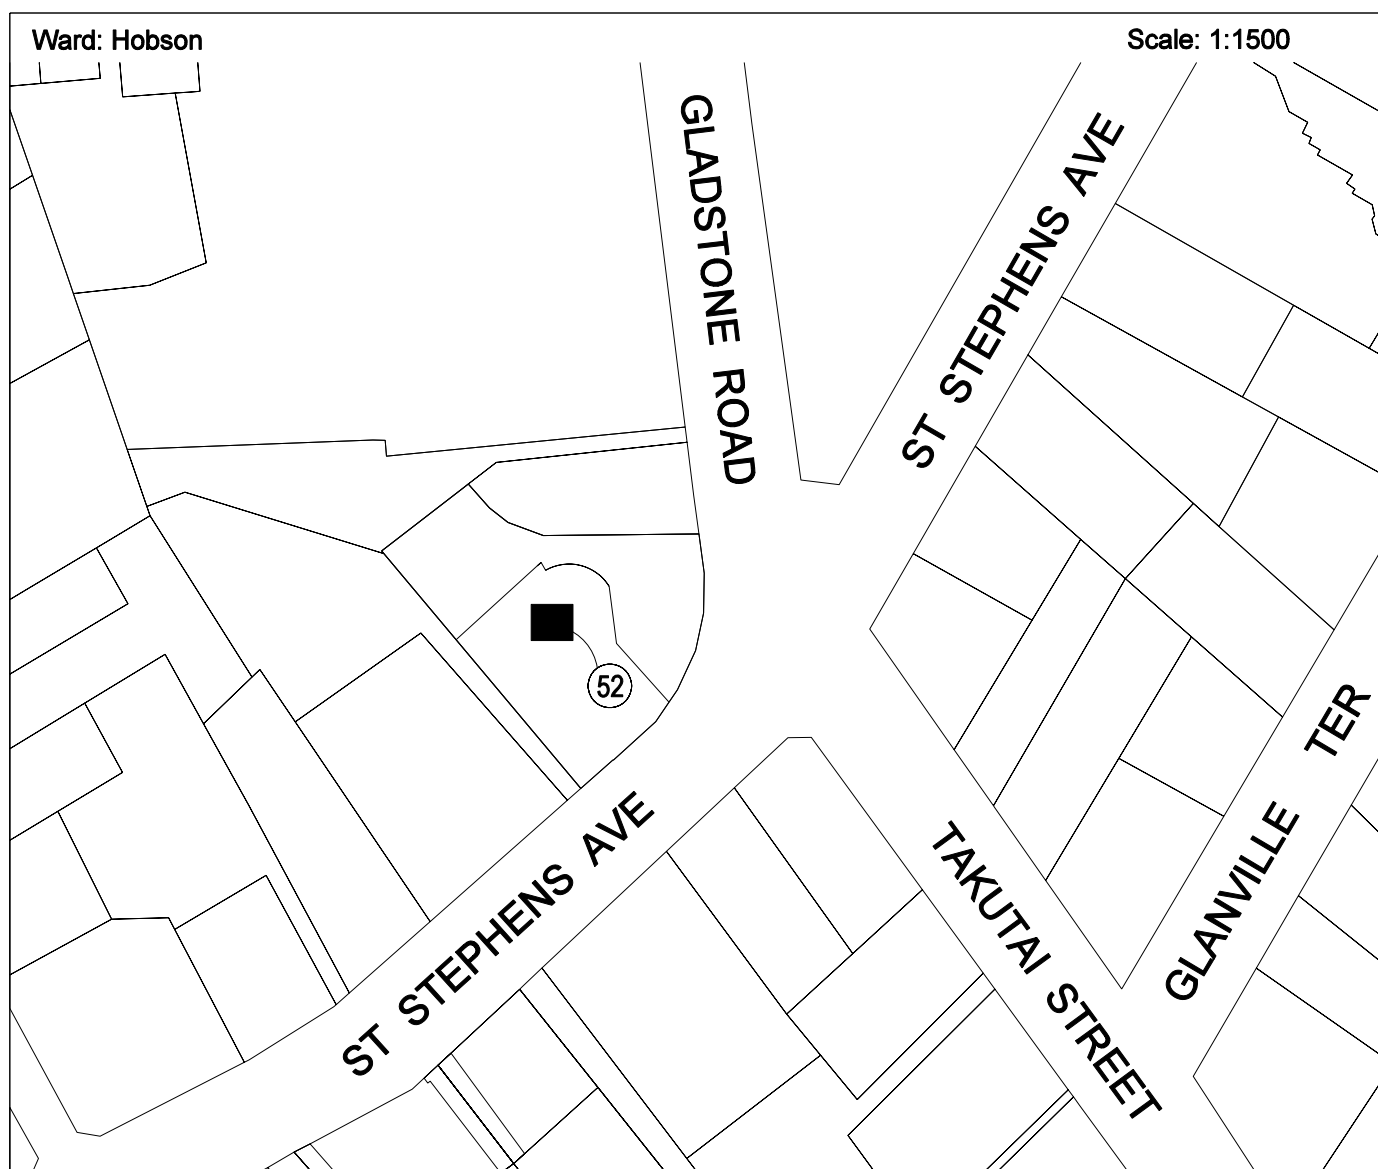 Ward: Hobson
Scale: 1:1500
GLADSTONE ROAD
ST STEPHENS AVE
52
GLANVILLE TER
ST STEPHENS AVE
TAKUTAI STREET